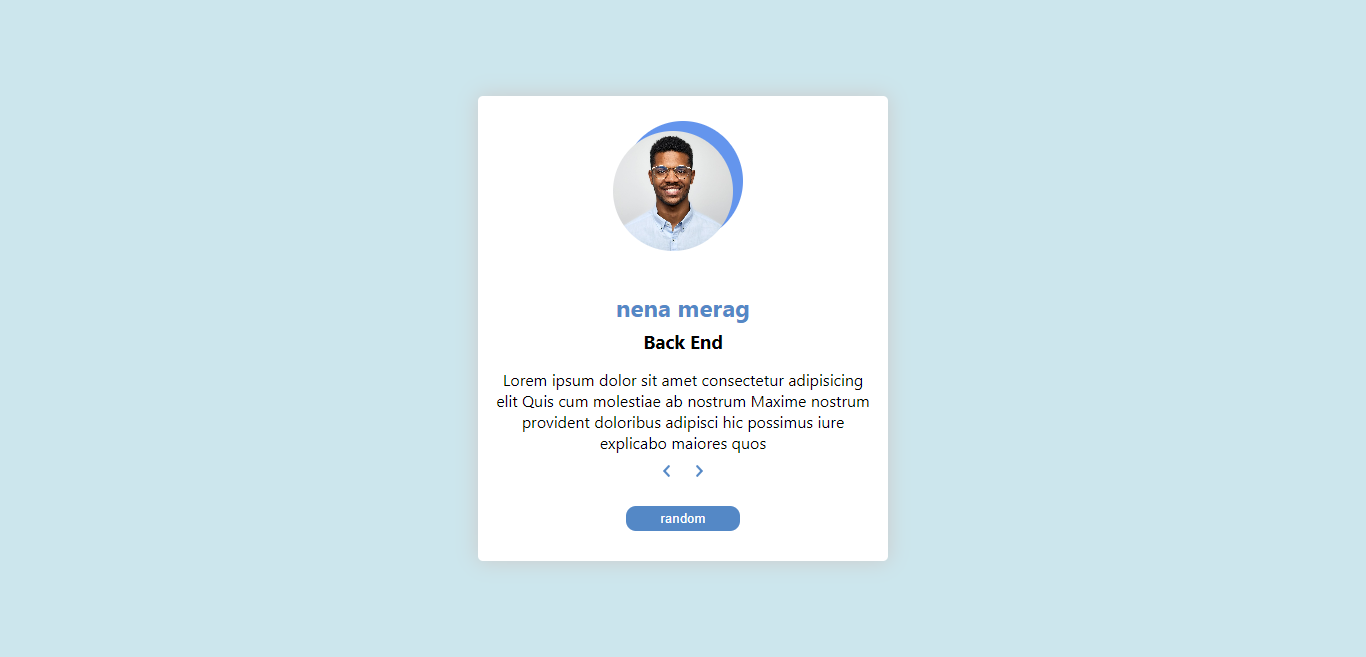 nena merag
Back End
Lorem ipsum dolor sit amet consectetur adipisicing
elit Quis cum molestiae ab nostrum Maxime nostrum
provident doloribus adipisci hic possimus iure
explicabo maiores quos
random